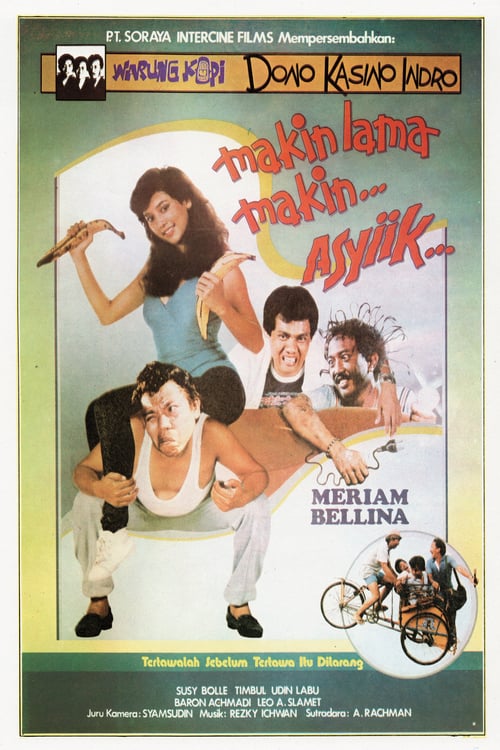 PT. SORAYA INTERCINE FILMS Mempersembahkan:
WARUNG KOPI DONO KASINO INDRO
makin lama
makin...
ASYIIK...
MERIAM
BELLINA
Tertawalah Sebelum Tertawa Itu Dilarang
SUSY BOLLE TIMBUL UDIN LABU
BARON ACHMADI LEO A. SLAMET
Juru Kamera: SYAMSUDIN Musik: REZKY ICHWAN Sutradara: A. RACHMAN